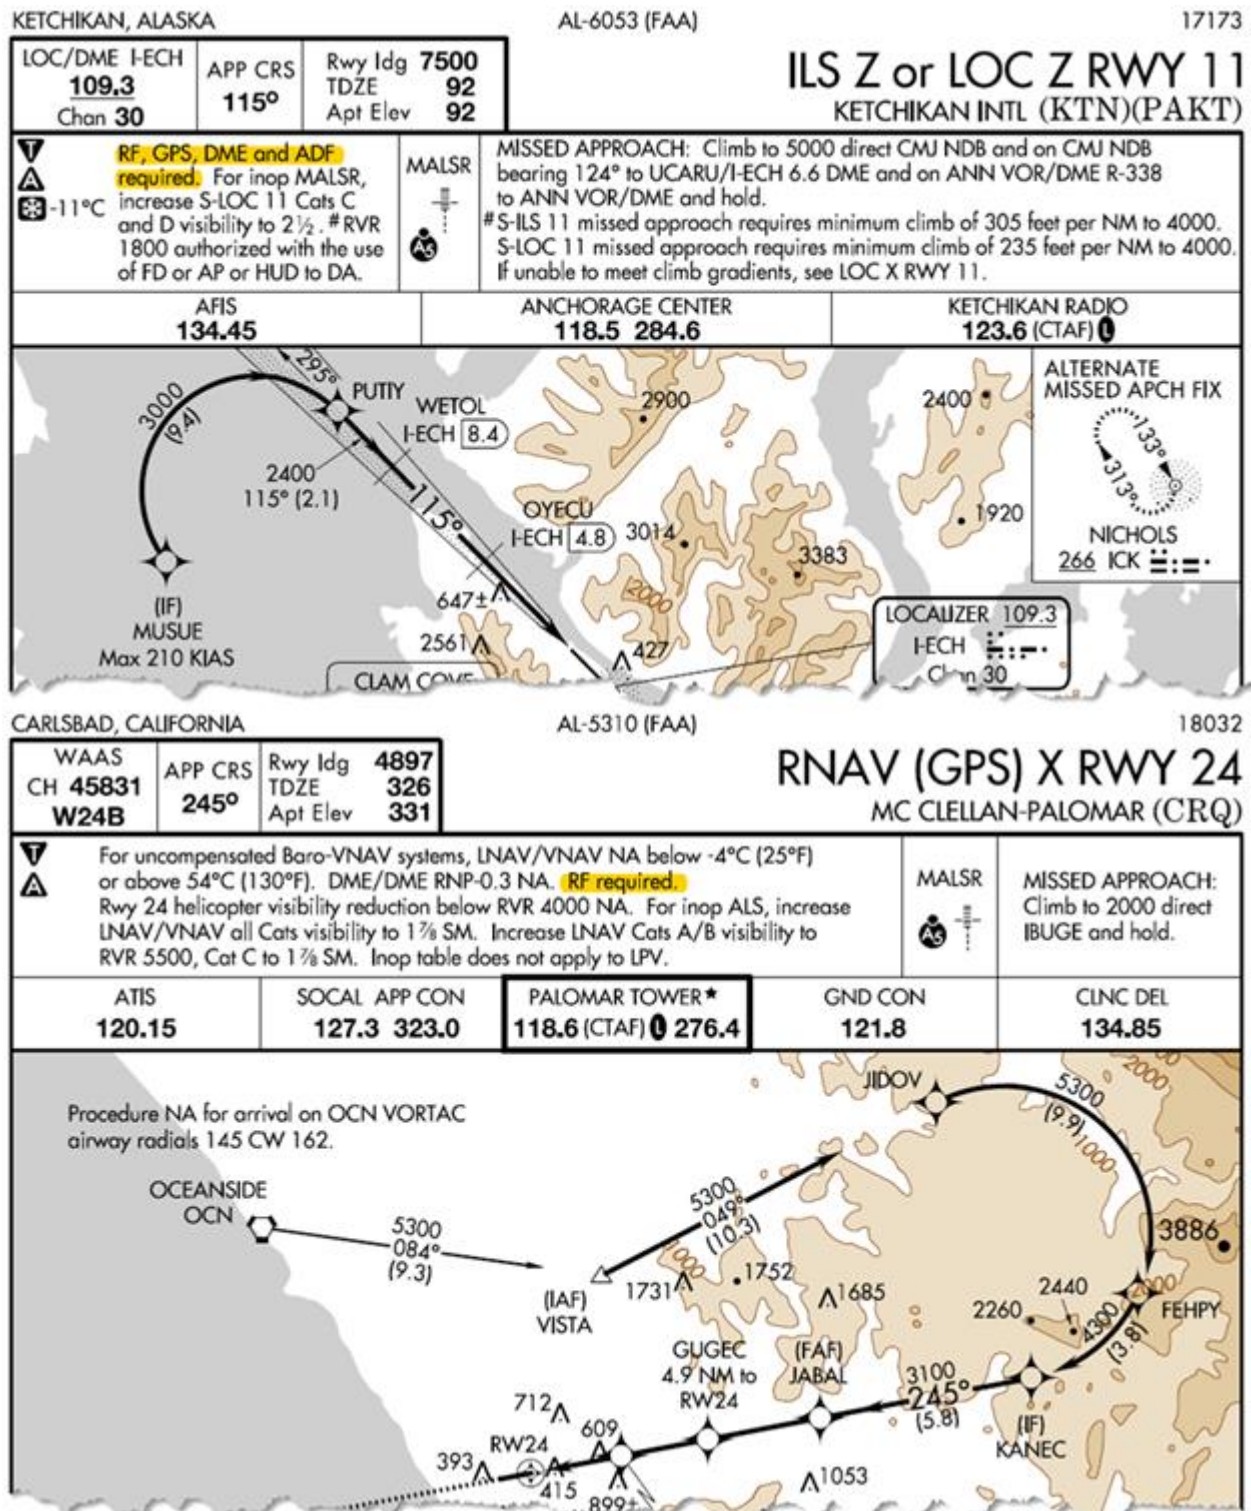 KETCHIKAN, ALASKA
AL-6053 (FAA)
17173
LOC/DME I-ECH
109.3
Chan 30
APP CRS
115°
Rwy ldg 7500
TDZE 92
Apt Elev 92
ILS Z or LOC Z RWY 11
KETCHIKAN INTL (KTN)(PAKT)
T
A
-11°C
RF, GPS, DME and ADF
required. For inop MALSR,
increase S-LOC 11 Cats C
and D visibility to 2½. #RVR
1800 authorized with the use
of FD or AP or HUD to DA.
MALSR
A5
MISSED APPROACH: Climb to 5000 direct CMJ NDB and on CMJ NDB
bearing 124° to UCARU/I-ECH 6.6 DME and on ANN VOR/DME R-338
to ANN VOR/DME and hold.
#S-ILS 11 missed approach requires minimum climb of 305 feet per NM to 4000.
S-LOC 11 missed approach requires minimum climb of 235 feet per NM to 4000.
If unable to meet climb gradients, see LOC X RWY 11.
AFIS
134.45
ANCHORAGE CENTER
118.5 284.6
KETCHIKAN RADIO
123.6 (CTAF) L
295°
PUTIY
3000
(9.4)
WETOL
I-ECH 8.4
2400
115° (2.1)
115°
OYECU
I-ECH 4.8
2900
3014
3383
2000
2400
1920
647±
2561
427
(IF)
MUSUE
Max 210 KIAS
CLAM COVE
ALTERNATE
MISSED APCH FIX
133°
313°
NICHOLS
266 ICK
LOCALIZER 109.3
I-ECH
Chan 30
CARLSBAD, CALIFORNIA
AL-5310 (FAA)
18032
WAAS
CH 45831
W24B
APP CRS
245°
Rwy ldg 4897
TDZE 326
Apt Elev 331
RNAV (GPS) X RWY 24
MC CLELLAN-PALOMAR (CRQ)
T
A
For uncompensated Baro-VNAV systems, LNAV/VNAV NA below -4°C (25°F)
or above 54°C (130°F). DME/DME RNP-0.3 NA. RF required.
Rwy 24 helicopter visibility reduction below RVR 4000 NA. For inop ALS, increase
LNAV/VNAV all Cats visibility to 1⅞ SM. Increase LNAV Cats A/B visibility to
RVR 5500, Cat C to 1⅞ SM. Inop table does not apply to LPV.
MALSR
A5
MISSED APPROACH:
Climb to 2000 direct
IBUGE and hold.
ATIS
120.15
SOCAL APP CON
127.3 323.0
PALOMAR TOWER★
118.6 (CTAF) L 276.4
GND CON
121.8
CLNC DEL
134.85
Procedure NA for arrival on OCN VORTAC
airway radials 145 CW 162.
JIDOV
5300
(9.9)
1000
2000
OCEANSIDE
OCN
5300
084°
(9.3)
5300
049°
(10.3)
1000
3886
(IAF)
VISTA
1731
1752
1685
2260
2440
2000
4300
(3.8)
FEHPY
GUGEC
4.9 NM to
RW24
(FAF)
JABAL
3100
245°
(5.8)
(IF)
KANEC
712
609
RW24
393
415
899±
1053